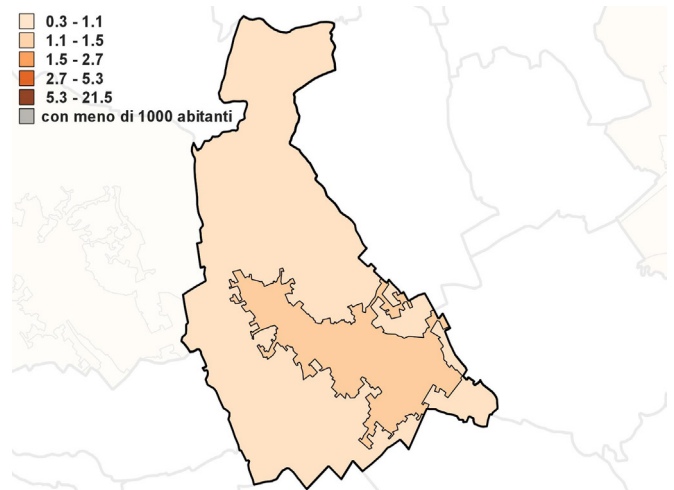 0.3 - 1.1
1.1 - 1.5
1.5 - 2.7
2.7 - 5.3
5.3 - 21.5
con meno di 1000 abitanti